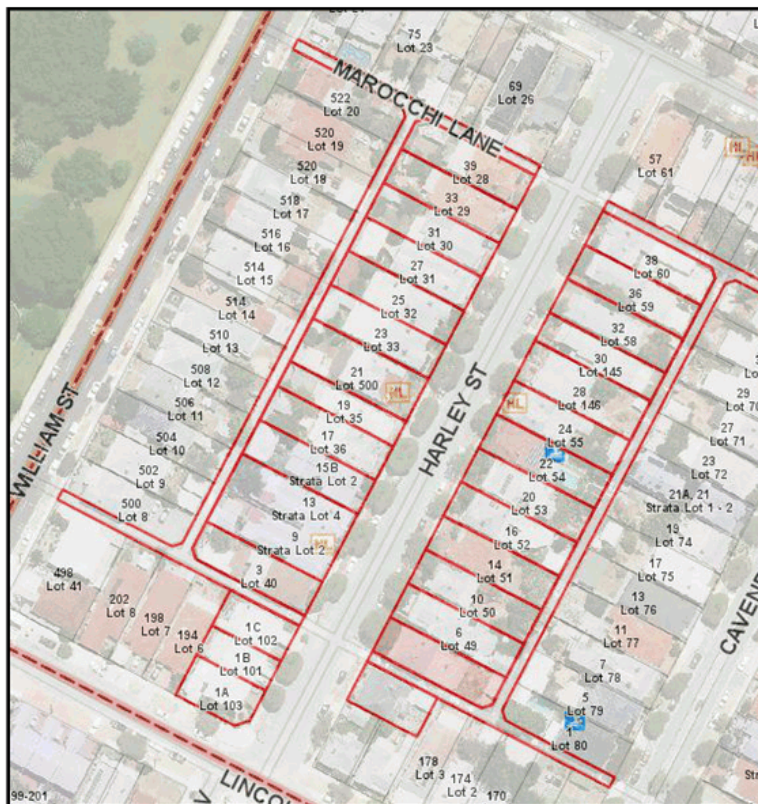 75
Lot 23
MAROCCHI LANE
69
Lot 26
522
Lot 20
520
Lot 19
520
Lot 18
518
Lot 17
516
Lot 16
514
Lot 15
514
Lot 14
510
Lot 13
508
Lot 12
506
Lot 11
504
Lot 10
502
Lot 9
500
Lot 8
WILLIAM ST
39
Lot 28
33
Lot 29
31
Lot 30
27
Lot 31
25
Lot 32
23
Lot 33
21
Lot 500
HL
19
Lot 35
17
Lot 36
15B
Strata Lot 2
13
Strata Lot 4
9
Strata Lot 2
3
Lot 40
1C
Lot 102
1B
Lot 101
1A
Lot 103
HARLEY ST
57
Lot 61
HL
38
Lot 60
36
Lot 59
32
Lot 58
30
Lot 145
28
Lot 146
HL
24
Lot 55
22
Lot 54
20
Lot 53
16
Lot 52
14
Lot 51
10
Lot 50
6
Lot 49
29
27
Lot 71
23
Lot 72
21A, 21
Strata Lot 1 - 2
19
Lot 74
17
Lot 75
13
Lot 76
11
Lot 77
7
Lot 78
5
Lot 79
1
Lot 80
CAVEN
498
Lot 41
202
Lot 8
198
Lot 7
194
Lot 6
178
Lot 3
174
Lot 2
170
99-201
LINCO